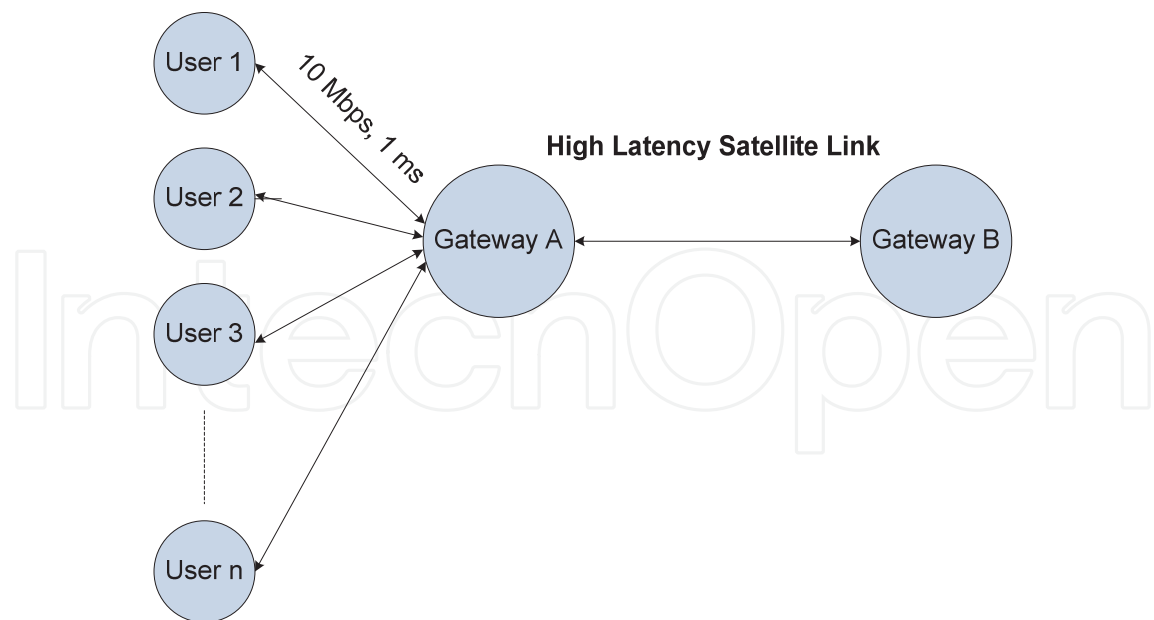 User 1
10 Mbps, 1 ms
High Latency Satellite Link
User 2
Gateway A
Gateway B
User 3
User n
IntechOpen